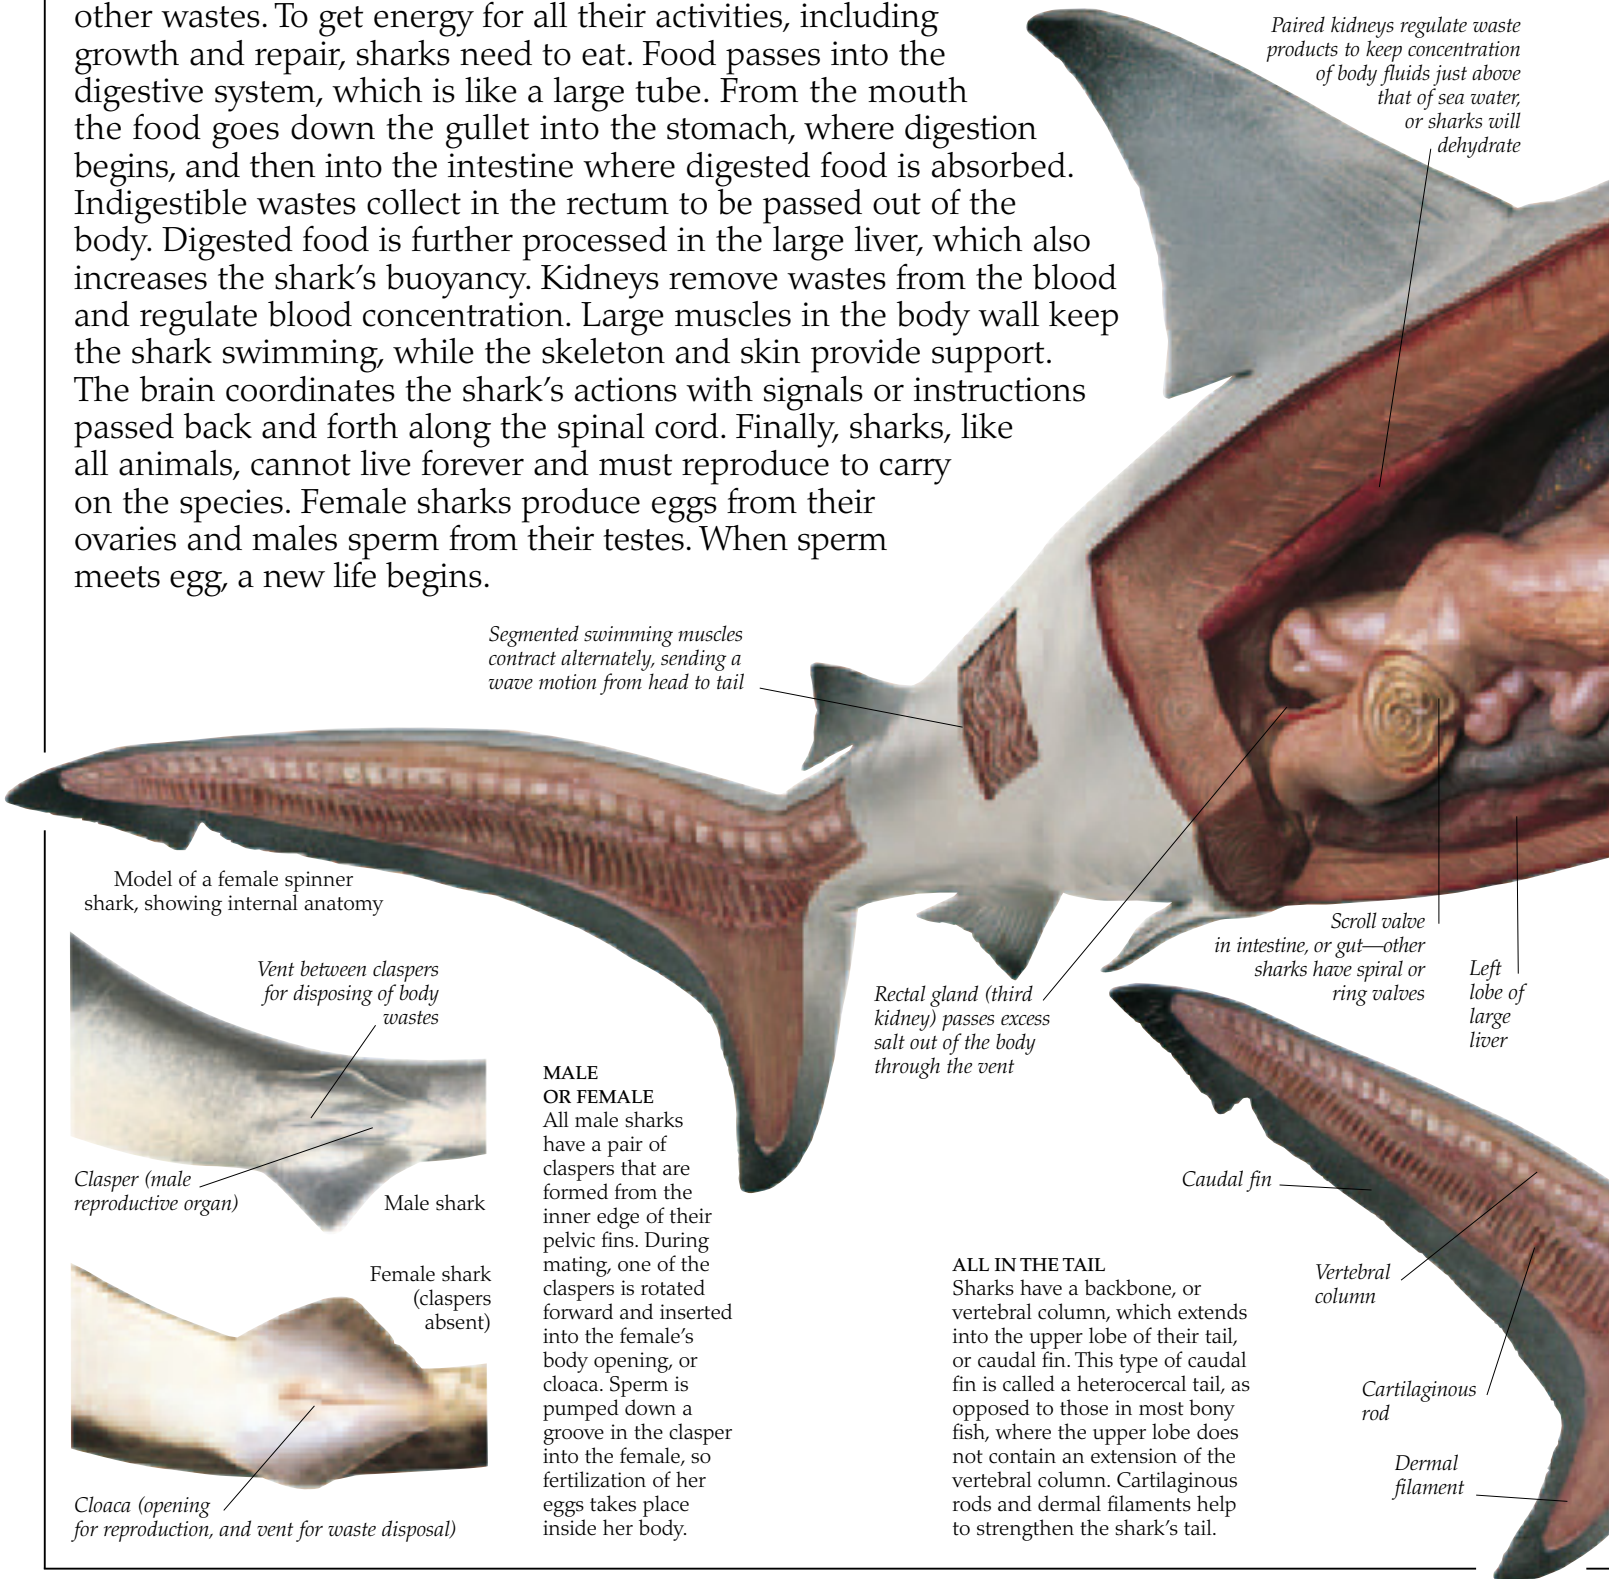 other wastes. To get energy for all their activities, including
growth and repair, sharks need to eat. Food passes into the
digestive system, which is like a large tube. From the mouth
the food goes down the gullet into the stomach, where digestion
begins, and then into the intestine where digested food is absorbed.
Indigestible wastes collect in the rectum to be passed out of the
body. Digested food is further processed in the large liver, which also
increases the shark's buoyancy. Kidneys remove wastes from the blood
and regulate blood concentration. Large muscles in the body wall keep
the shark swimming, while the skeleton and skin provide support.
The brain coordinates the shark's actions with signals or instructions
passed back and forth along the spinal cord. Finally, sharks, like
all animals, cannot live forever and must reproduce to carry
on the species. Female sharks produce eggs from their
ovaries and males sperm from their testes. When sperm
meets egg, a new life begins.
Paired kidneys regulate waste
products to keep concentration
of body fluids just above
that of sea water,
or sharks will
dehydrate
Segmented swimming muscles
contract alternately, sending a
wave motion from head to tail
Model of a female spinner
shark, showing internal anatomy
Vent between claspers
for disposing of body
wastes
Clasper (male
reproductive organ)
Male shark
Female shark
(claspers
absent)
Cloaca (opening
for reproduction, and vent for waste disposal)
MALE
OR FEMALE
All male sharks
have a pair of
claspers that are
formed from the
inner edge of their
pelvic fins. During
mating, one of the
claspers is rotated
forward and inserted
into the female's
body opening, or
cloaca. Sperm is
pumped down a
groove in the clasper
into the female, so
fertilization of her
eggs takes place
inside her body.
Rectal gland (third
kidney) passes excess
salt out of the body
through the vent
Scroll valve
in intestine, or gut—other
sharks have spiral or
ring valves
Left
lobe of
large
liver
ALL IN THE TAIL
Sharks have a backbone, or
vertebral column, which extends
into the upper lobe of their tail,
or caudal fin. This type of caudal
fin is called a heterocercal tail, as
opposed to those in most bony
fish, where the upper lobe does
not contain an extension of the
vertebral column. Cartilaginous
rods and dermal filaments help
to strengthen the shark's tail.
Caudal fin
Vertebral
column
Cartilaginous
rod
Dermal
filament